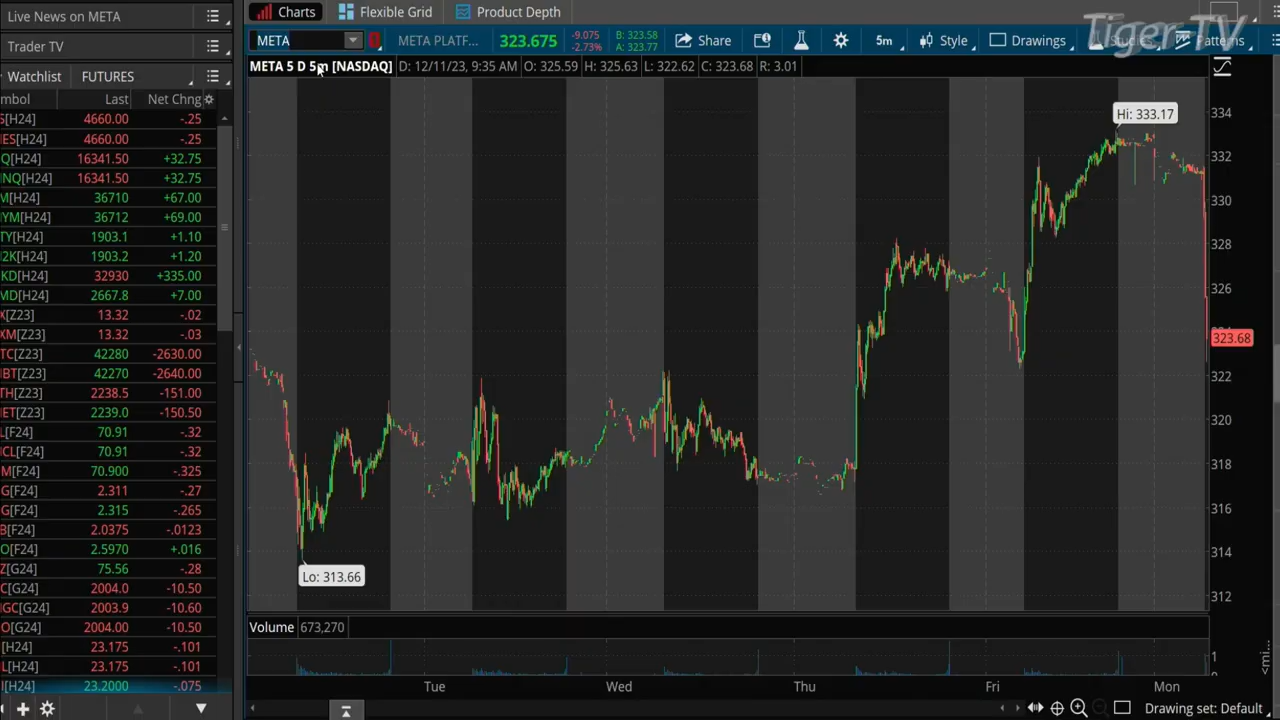 Live News on META
Charts
Flexible Grid
Product Depth
Tiger TV
Trader TV
META
META PLATF...
323.675
-9.075
-2.73%
B: 323.58
A: 323.77
Share
5m
Style
Drawings
Studies
Patterns
Watchlist
FUTURES
META 5 D 5m [NASDAQ]
D: 12/11/23, 9:35 AM
O: 325.59
H: 325.63
L: 322.62
C: 323.68
R: 3.01
mbol Last Net Chng
S[H24] 4660.00 -.25
ES[H24] 4660.00 -.25
Q[H24] 16341.50 +32.75
NQ[H24] 16341.50 +32.75
M[H24] 36710 +67.00
YM[H24] 36712 +69.00
TY[H24] 1903.1 +1.10
2K[H24] 1903.2 +1.20
KD[H24] 32930 +335.00
MD[H24] 2667.8 +7.00
X[Z23] 13.32 -.02
XM[Z23] 13.32 -.03
TC[Z23] 42280 -2630.00
BT[Z23] 42270 -2640.00
TH[Z23] 2238.5 -151.00
ET[Z23] 2239.0 -150.50
L[F24] 70.91 -.32
CL[F24] 70.91 -.32
M[F24] 70.900 -.325
G[F24] 2.311 -.27
G[F24] 2.315 -.265
B[F24] 2.0375 -.0123
O[F24] 2.5970 +.016
Z[G24] 75.56 -.28
C[G24] 2004.0 -10.50
GC[G24] 2003.9 -10.60
O[G24] 2004.00 -10.50
[H24] 23.175 -.101
L[H24] 23.175 -.101
I[H24] 23.2000 -.075
Hi: 333.17
Lo: 313.66
334
332
330
328
326
323.68
322
320
318
316
314
312
Volume
673,270
1
Tue
Wed
Thu
Fri
Mon
Drawing set: Default